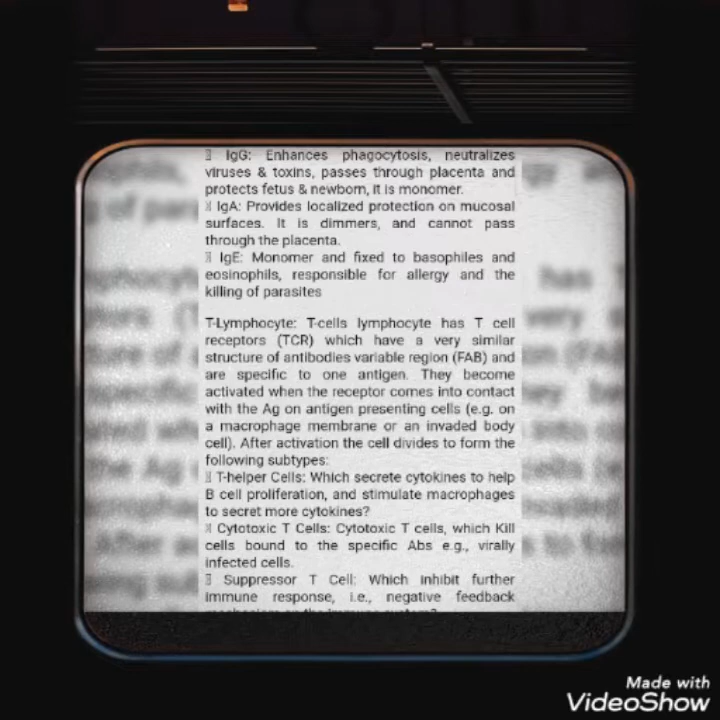 IgG: Enhances phagocytosis, neutralizes
viruses & toxins, passes through placenta and
protects fetus & newborn, it is monomer.
IgA: Provides localized protection on mucosal
surfaces. It is dimmers, and cannot pass
through the placenta.
IgE: Monomer and fixed to basophiles and
eosinophils, responsible for allergy and the
killing of parasites
T-Lymphocyte: T-cells lymphocyte has T cell
receptors (TCR) which have a very similar
structure of antibodies variable region (FAB) and
are specific to one antigen. They become
activated when the receptor comes into contact
with the Ag on antigen presenting cells (e.g. on
a macrophage membrane or an invaded body
cell). After activation the cell divides to form the
following subtypes:
T-helper Cells: Which secrete cytokines to help
B cell proliferation, and stimulate macrophages
to secret more cytokines?
Cytotoxic T Cells: Cytotoxic T cells, which Kill
cells bound to the specific Abs e.g., virally
infected cells.
Suppressor T Cell: Which inhibit further
immune response, i.e., negative feedback
Made with
VideoShow